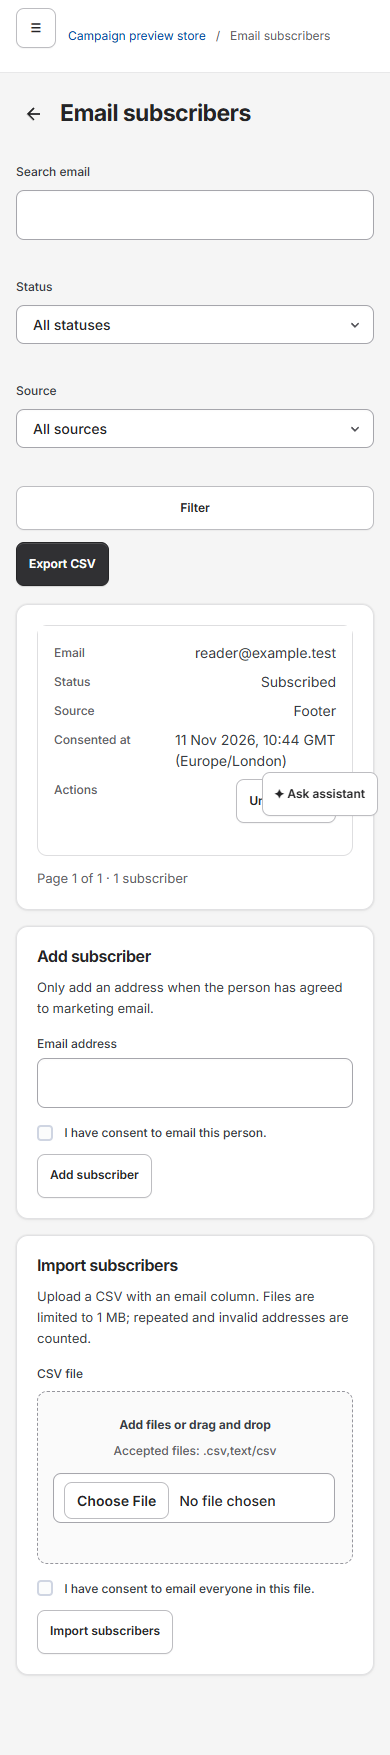 Campaign preview store / Email subscribers
Email subscribers
Search email
Status
All statuses
Source
All sources
Filter
Export CSV
Email reader@example.test
Status Subscribed
Source Footer
Consented at 11 Nov 2026, 10:44 GMT
(Europe/London)
Actions
✦ Ask assistant
Page 1 of 1 · 1 subscriber
Add subscriber
Only add an address when the person has agreed
to marketing email.
Email address
I have consent to email this person.
Add subscriber
Import subscribers
Upload a CSV with an email column. Files are
limited to 1 MB; repeated and invalid addresses are
counted.
CSV file
Add files or drag and drop
Accepted files: .csv,text/csv
Choose File No file chosen
I have consent to email everyone in this file.
Import subscribers